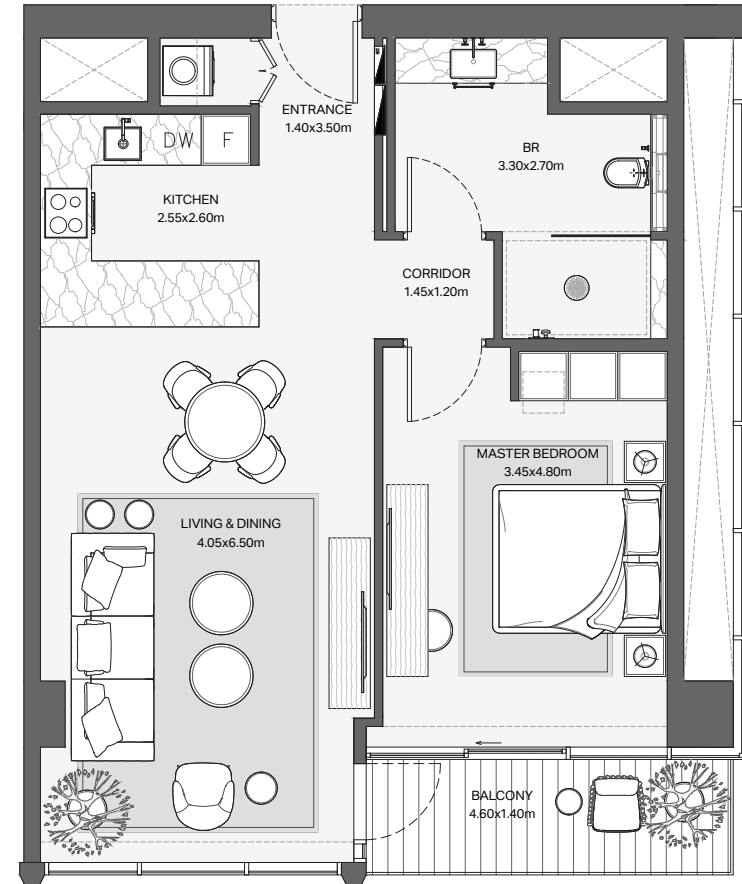 ENTRANCE
1.40x3.50m
DW
F
BR
3.30x2.70m
KITCHEN
2.55x2.60m
CORRIDOR
1.45x1.20m
MASTER BEDROOM
3.45x4.80m
LIVING & DINING
4.05x6.50m
BALCONY
4.60x1.40m